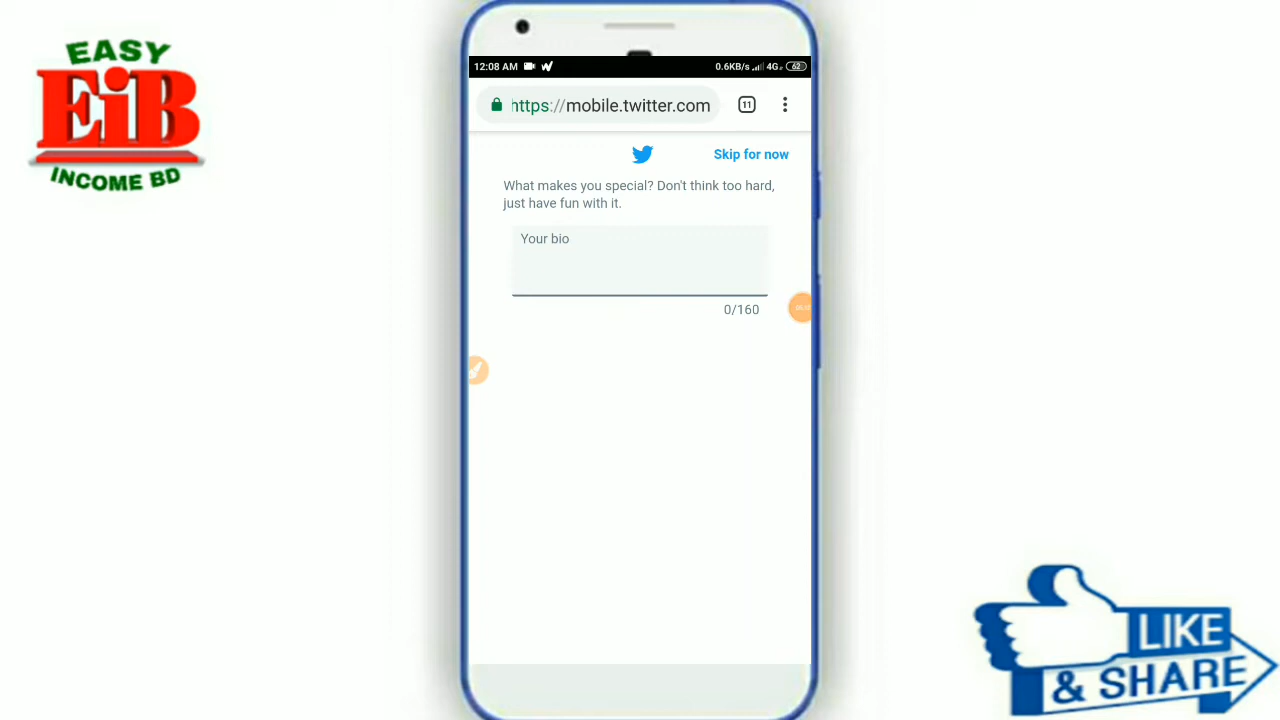 EASY
EiB
INCOME BD
12:08 AM
0.6KB/s
4G
62
https://mobile.twitter.com
11
Skip for now
What makes you special? Don't think too hard,
just have fun with it.
Your bio
0/160
LIKE
& SHARE